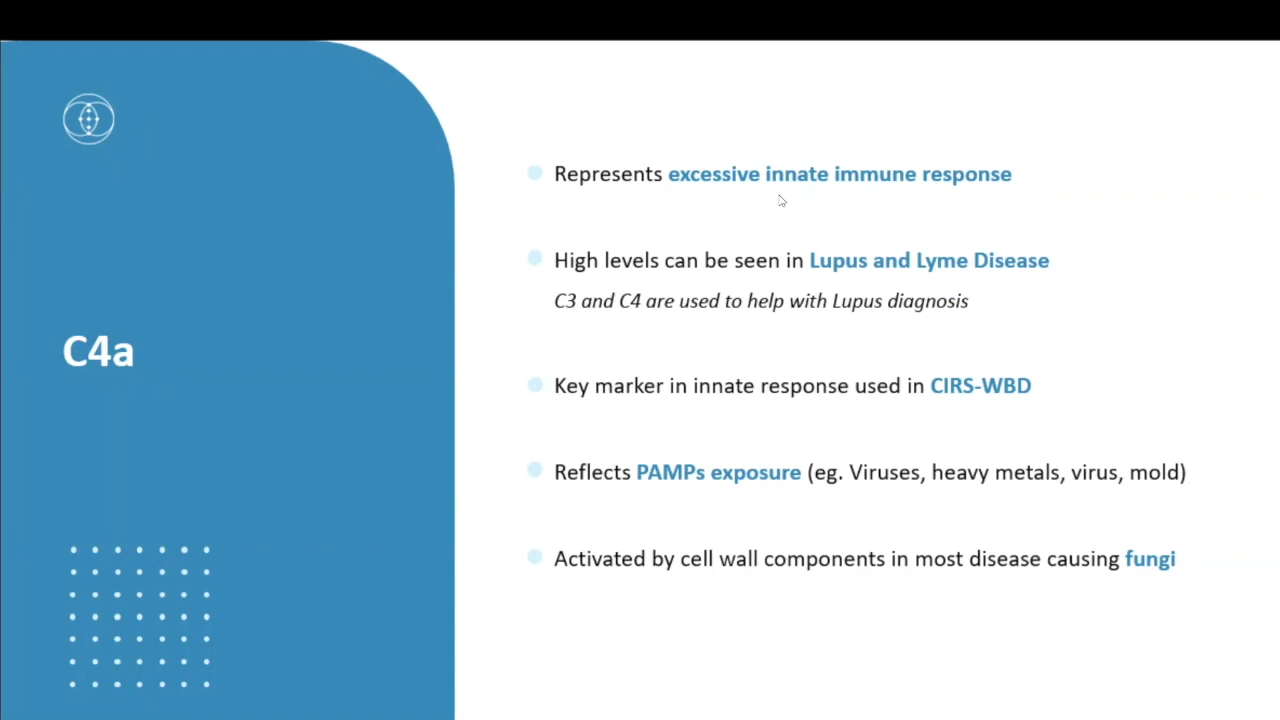 C4a
Represents excessive innate immune response
High levels can be seen in Lupus and Lyme Disease
C3 and C4 are used to help with Lupus diagnosis
Key marker in innate response used in CIRS-WBD
Reflects PAMPs exposure (eg. Viruses, heavy metals, virus, mold)
Activated by cell wall components in most disease causing fungi